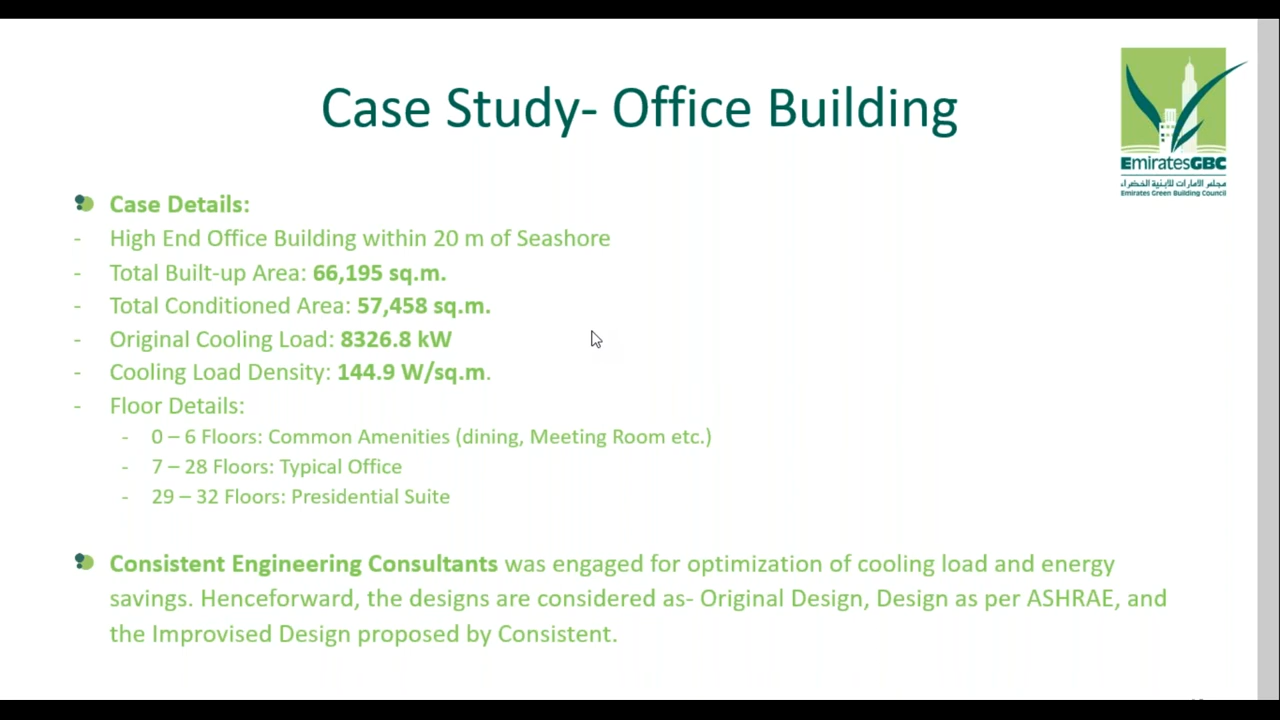 Case Study- Office Building
EmiratesGBC
مجلس الامارات للأبنية الخضراء
Emirates Green Building Council
Case Details:
- High End Office Building within 20 m of Seashore
- Total Built-up Area: 66,195 sq.m.
- Total Conditioned Area: 57,458 sq.m.
- Original Cooling Load: 8326.8 kW
- Cooling Load Density: 144.9 W/sq.m.
- Floor Details:
- 0 – 6 Floors: Common Amenities (dining, Meeting Room etc.)
- 7 – 28 Floors: Typical Office
- 29 – 32 Floors: Presidential Suite
Consistent Engineering Consultants was engaged for optimization of cooling load and energy
savings. Henceforward, the designs are considered as- Original Design, Design as per ASHRAE, and
the Improvised Design proposed by Consistent.